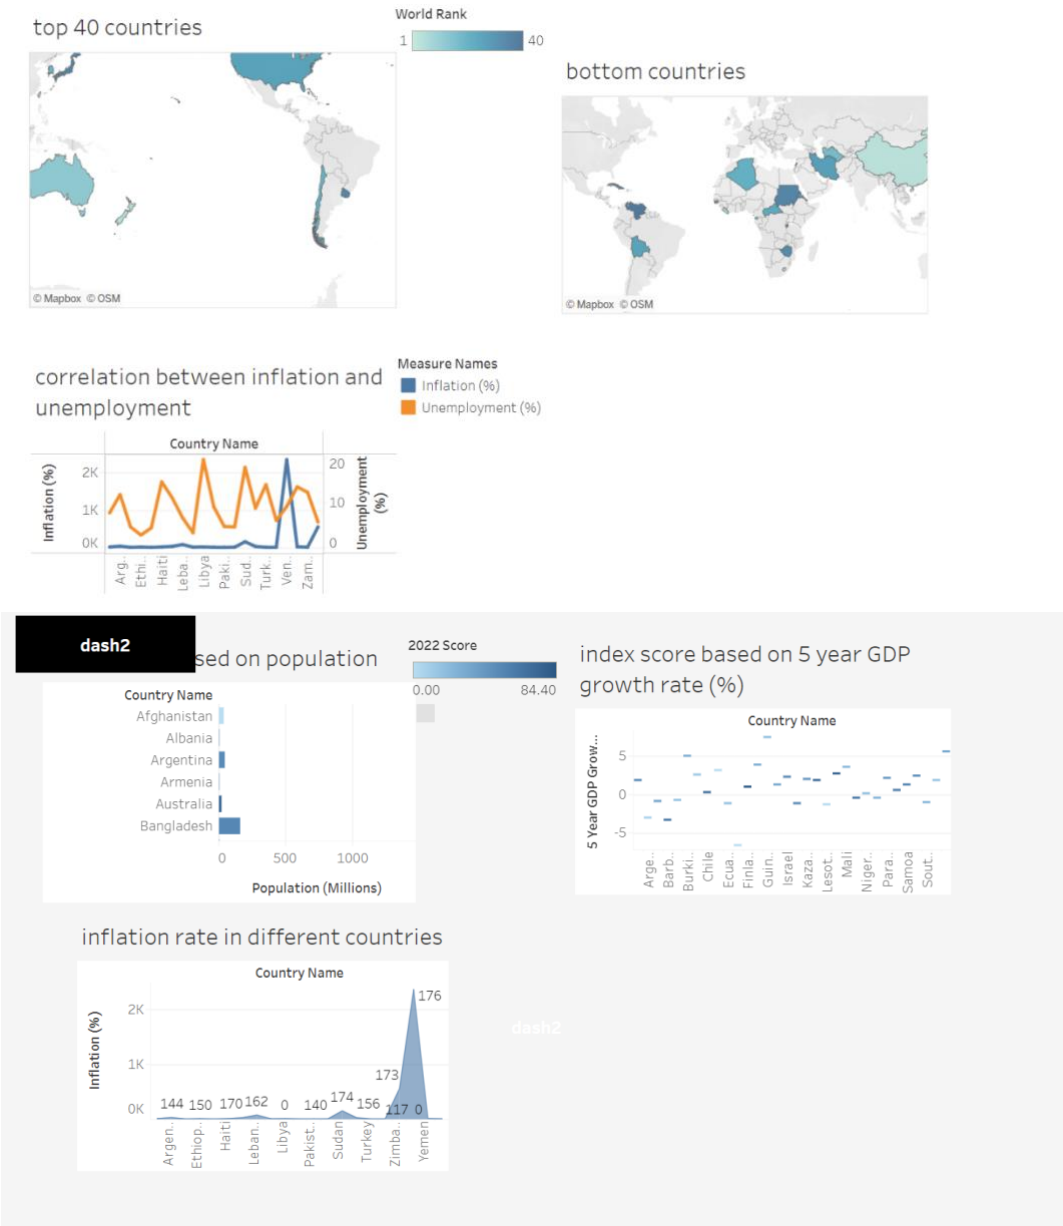 top 40 countries
World Rank
1
40
bottom countries
© Mapbox © OSM
© Mapbox © OSM
correlation between inflation and
unemployment
Measure Names
Inflation (%)
Unemployment (%)
Country Name
Inflation (%)
2K
1K
0K
20
10
0
Unemployment
(%)
Arg..
Ethi..
Haiti
Leba..
Libya
Paki..
Sud..
Turk..
Ven..
Zam..
dash2
sed on population
2022 Score
0.00
84.40
Country Name
Afghanistan
Albania
Argentina
Armenia
Australia
Bangladesh
0
500
1000
Population (Millions)
index score based on 5 year GDP
growth rate (%)
Country Name
5 Year GDP Grow...
5
0
-5
Arge..
Barb..
Burki..
Chile
Ecua..
Finla..
Guin..
Israel
Kaza..
Lesot..
Mali
Niger..
Para..
Samoa
Sout..
inflation rate in different countries
Country Name
Inflation (%)
2K
1K
0K
144
150
170
162
0
140
174
156
173
117
0
176
Argen..
Ethiop..
Haiti
Leban..
Libya
Pakist..
Sudan
Turkey
Zimba..
Yemen
dash2